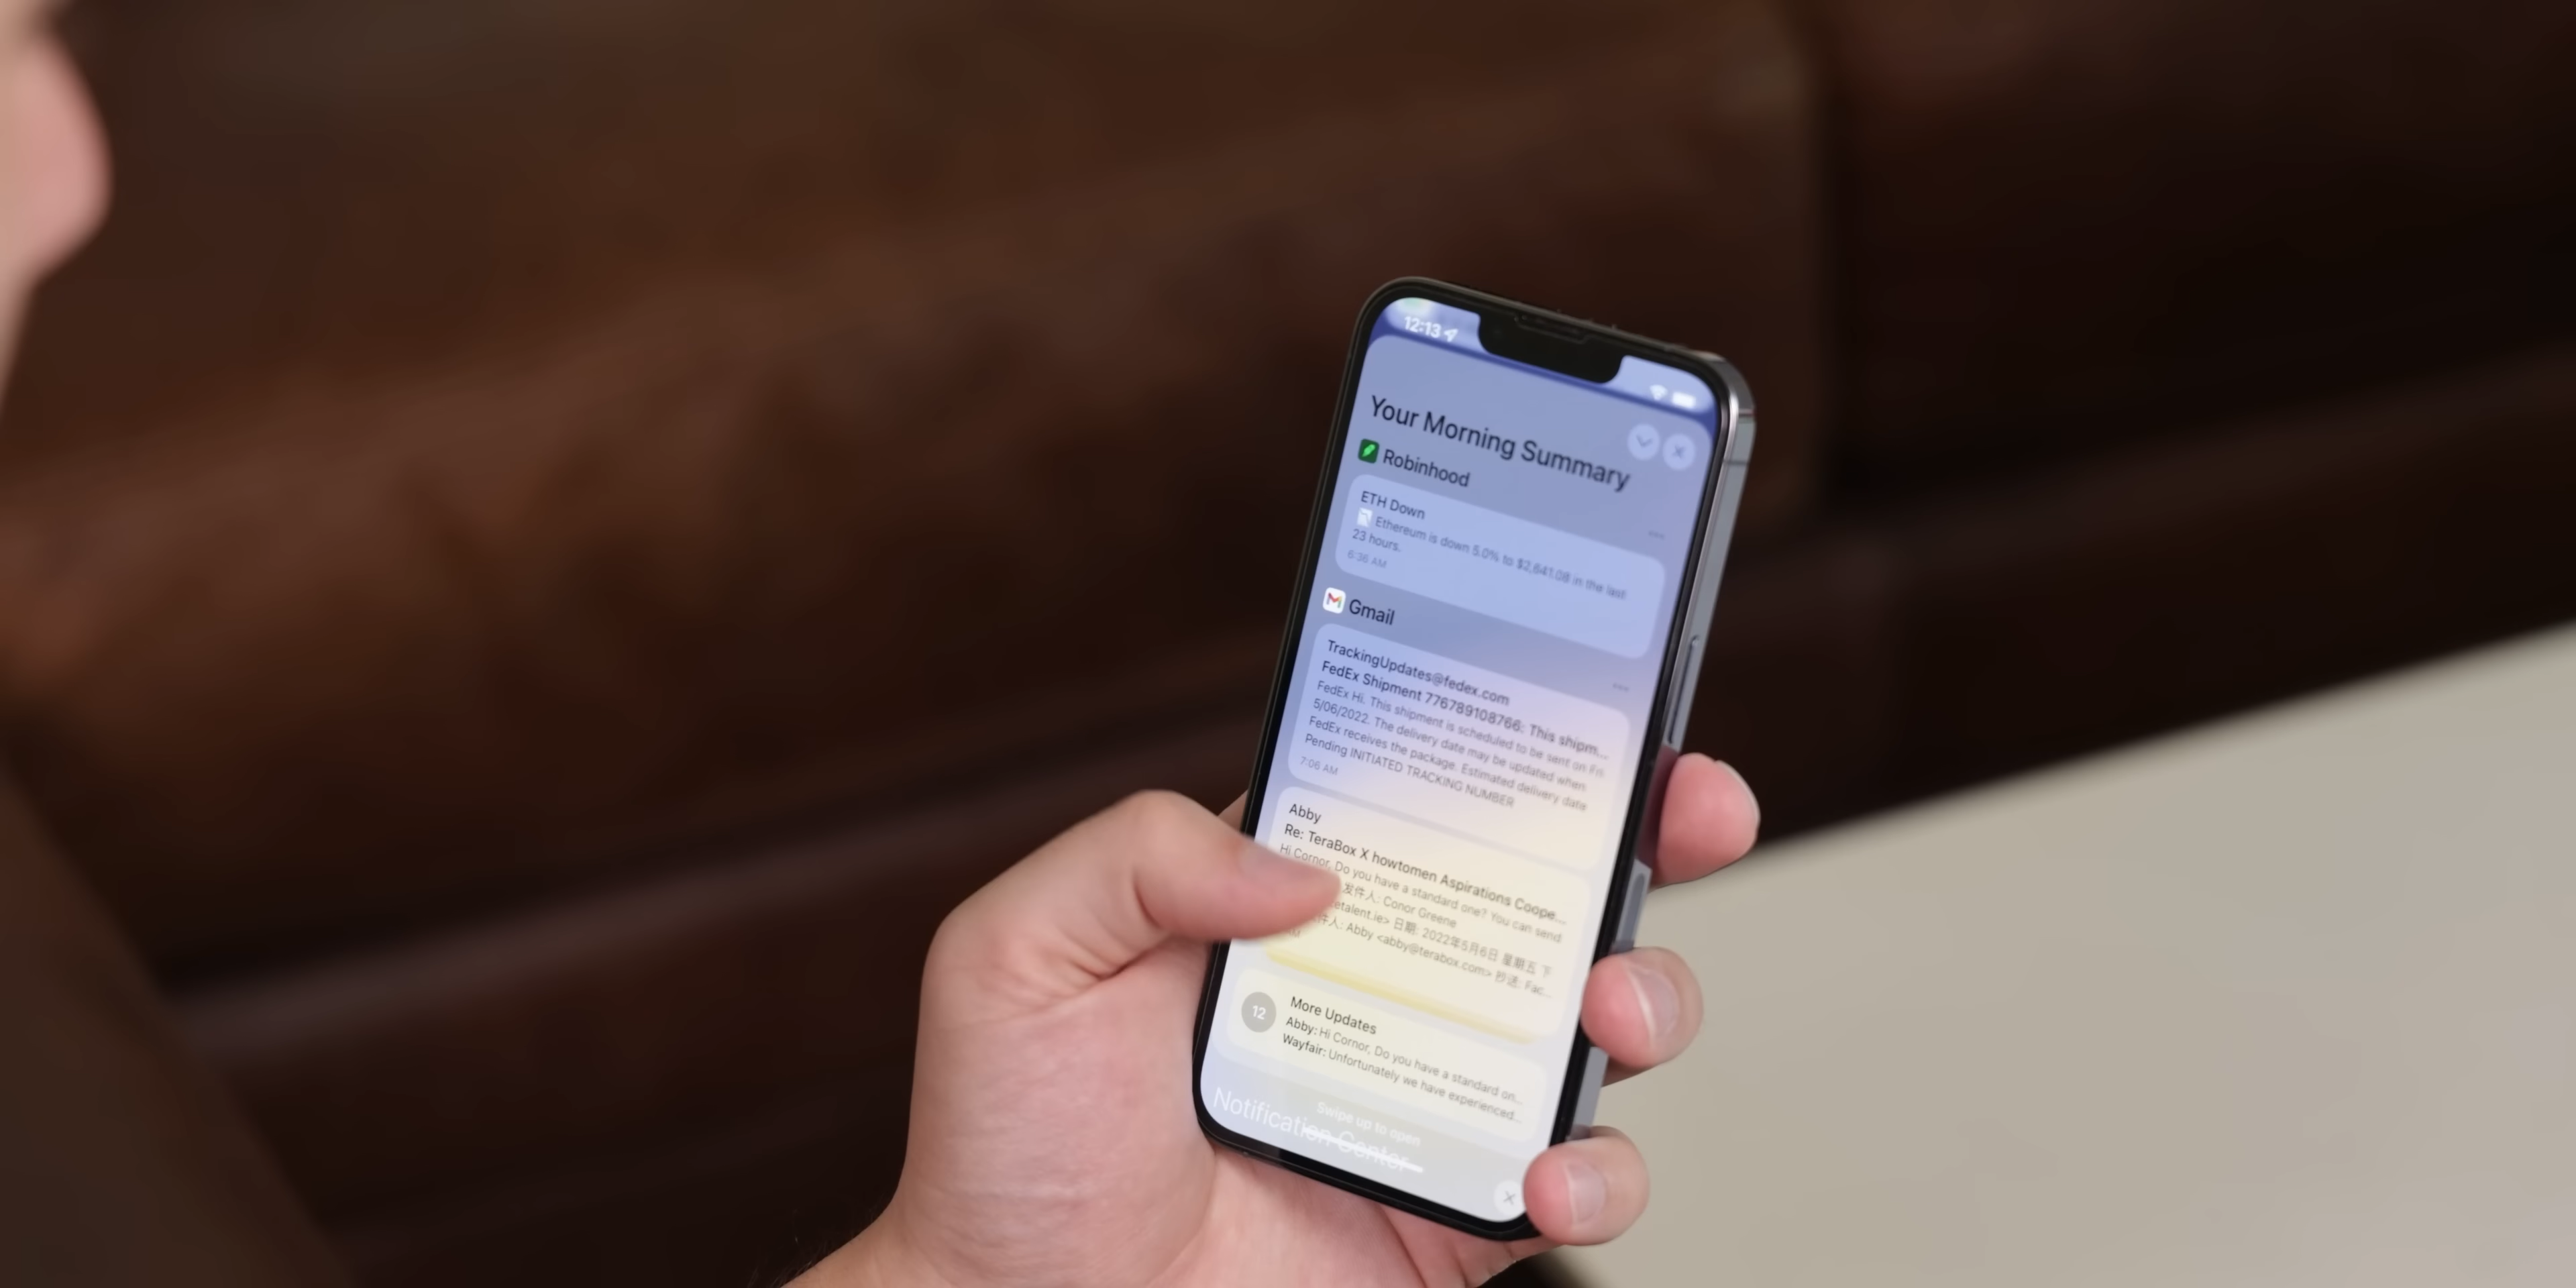 12:13
Your Morning Summary
Robinhood
ETH Down
Ethereum is down 5.0% to $2,641.08 in the last
23 hours.
6:36 AM
Gmail
TrackingUpdates@fedex.com
FedEx Shipment 776789108766: This shipm...
FedEx Hi. This shipment is scheduled to be sent on Fri
5/06/2022. The delivery date may be updated when
FedEx receives the package. Estimated delivery date
Pending INITIATED TRACKING NUMBER
7:06 AM
Abby
Re: TeraBox X howtomen Aspirations Coope...
Hi Cornor, Do you have a standard one? You can send
发件人: Conor Greene
etalent.ie> 日期: 2022年5月6日 星期五 下
件人: Abby <abby@terabox.com> 抄送: Fac...
12
More Updates
Abby: Hi Cornor, Do you have a standard on...
Wayfair: Unfortunately we have experienced...
Swipe up to open
Notification Center